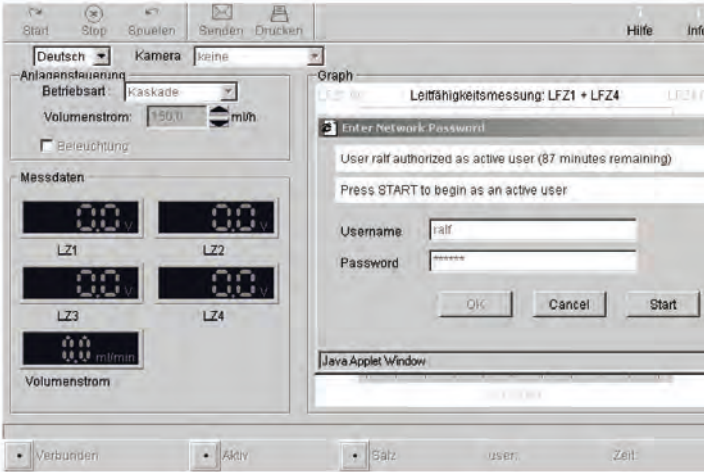 Start Stop Spuelen Senden Drucken Hilfe Info
Deutsch Kamera keine
Anlagensteuerung
Betriebsart: Kaskade
Volumenstrom: 150.0 ml/h
Beleuchtung
Messdaten
0.0 V 0.0 V
LZ1 LZ2
0.0 V 0.0 V
LZ3 LZ4
0.0 ml/min
Volumenstrom
Graph
Leitfähigkeitsmessung: LFZ1 + LFZ4
Enter Network Password
User ralf authorized as active user (87 minutes remaining)
Press START to begin as an active user
Username ralf
Password ******
OK Cancel Start
Java Applet Window
Verbunden Aktiv Satz user: Zeit: